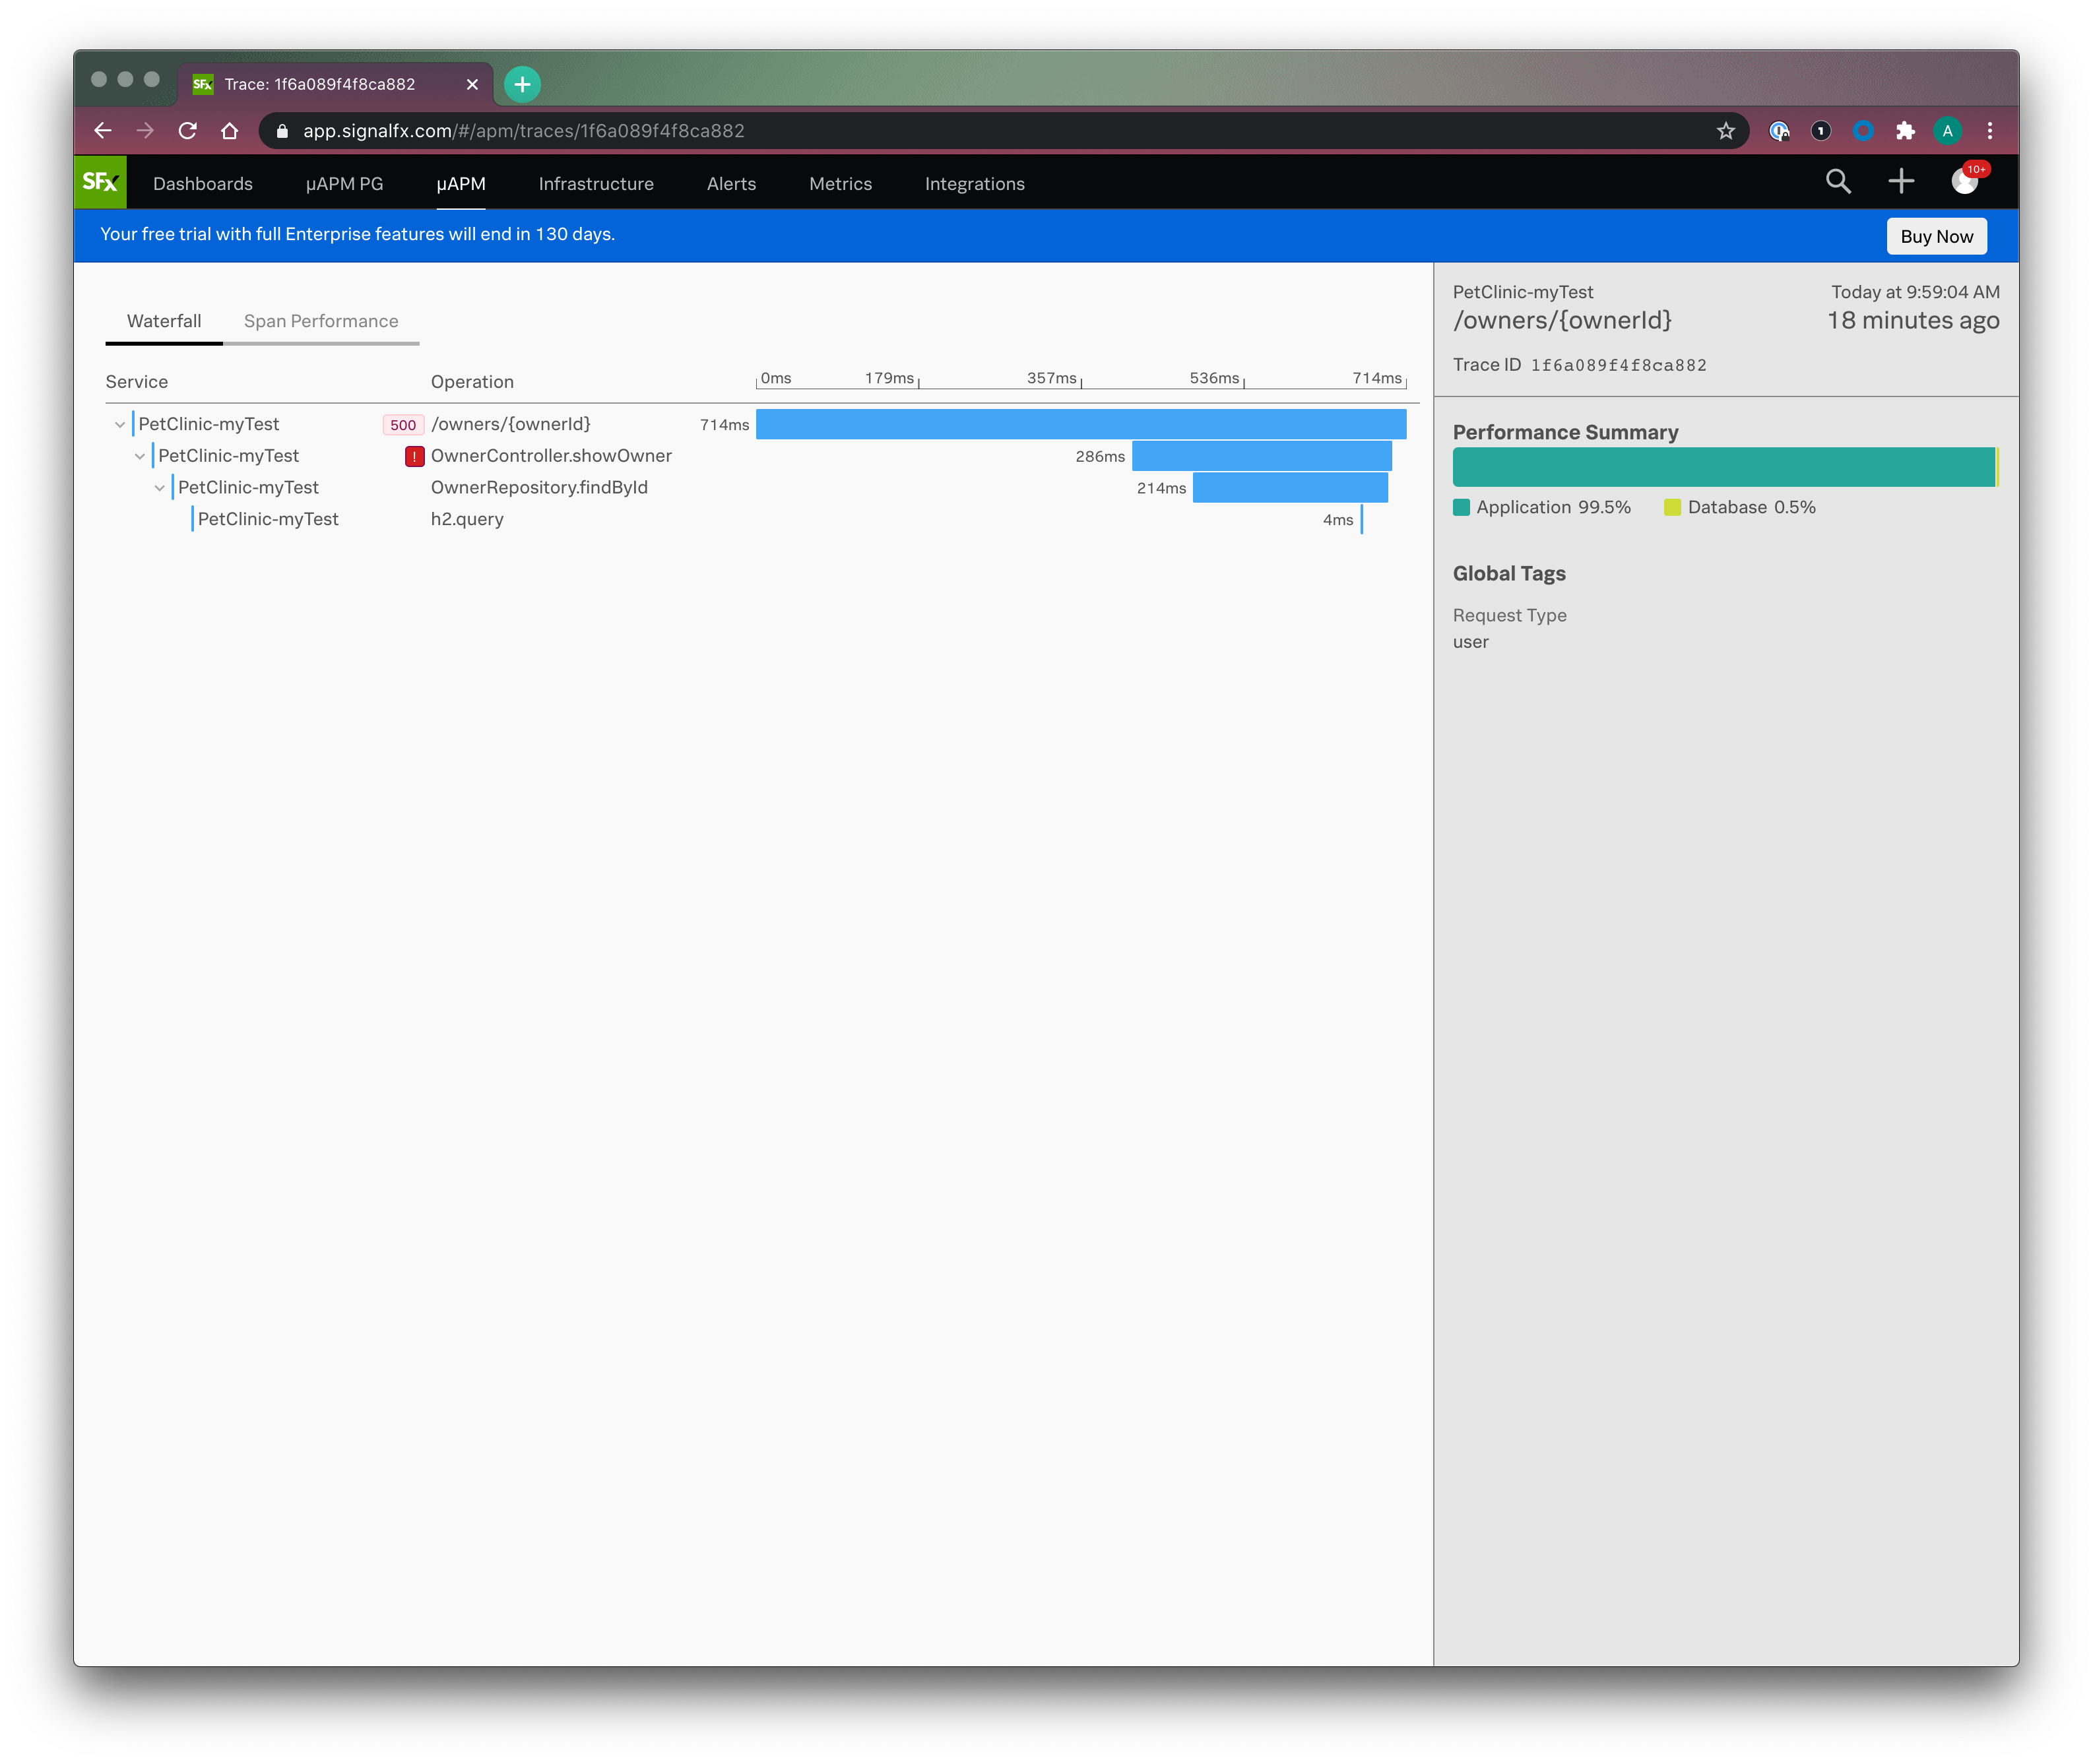 SFx Trace: 1f6a089f4f8ca882
app.signalfx.com/#/apm/traces/1f6a089f4f8ca882
1
A
SFx Dashboards µAPM PG µAPM Infrastructure Alerts Metrics Integrations 10+
Your free trial with full Enterprise features will end in 130 days. Buy Now
Waterfall Span Performance
Service Operation 0ms 179ms 357ms 536ms 714ms
PetClinic-myTest 500 /owners/{ownerId} 714ms
PetClinic-myTest ! OwnerController.showOwner 286ms
PetClinic-myTest OwnerRepository.findById 214ms
PetClinic-myTest h2.query 4ms
PetClinic-myTest Today at 9:59:04 AM
/owners/{ownerId} 18 minutes ago
Trace ID 1f6a089f4f8ca882
Performance Summary
Application 99.5% Database 0.5%
Global Tags
Request Type
user